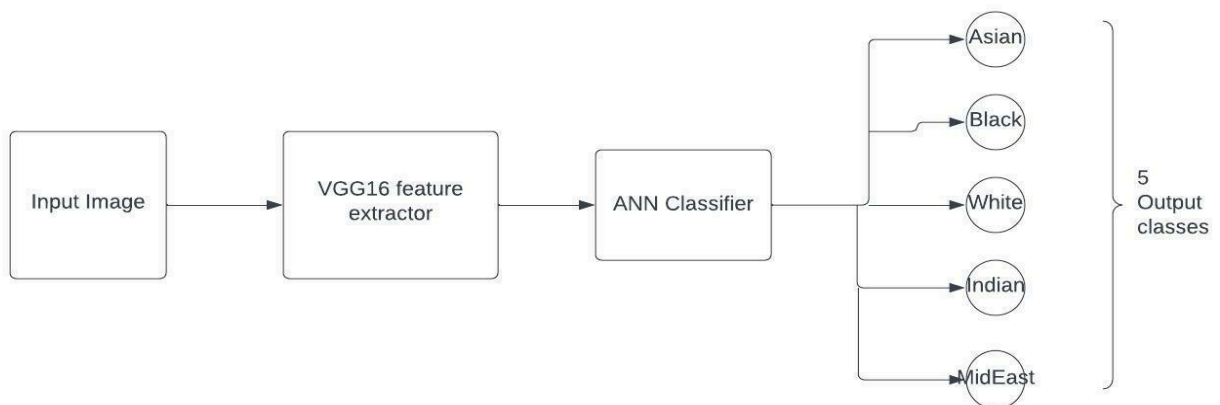 Input Image
VGG16 feature
extractor
ANN Classifier
Asian
Black
White
Indian
MidEast
5
Output
classes